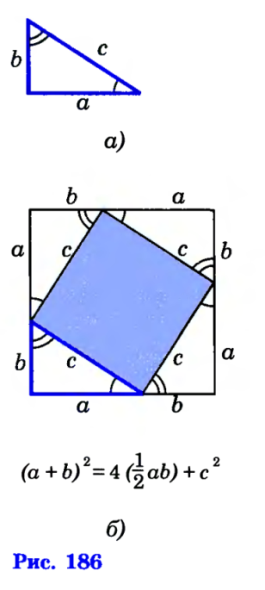 b c
a
а)
b a
a c c b
b c c a
a b
(a + b)² = 4 (½ab) + c²
б)
Рис. 186